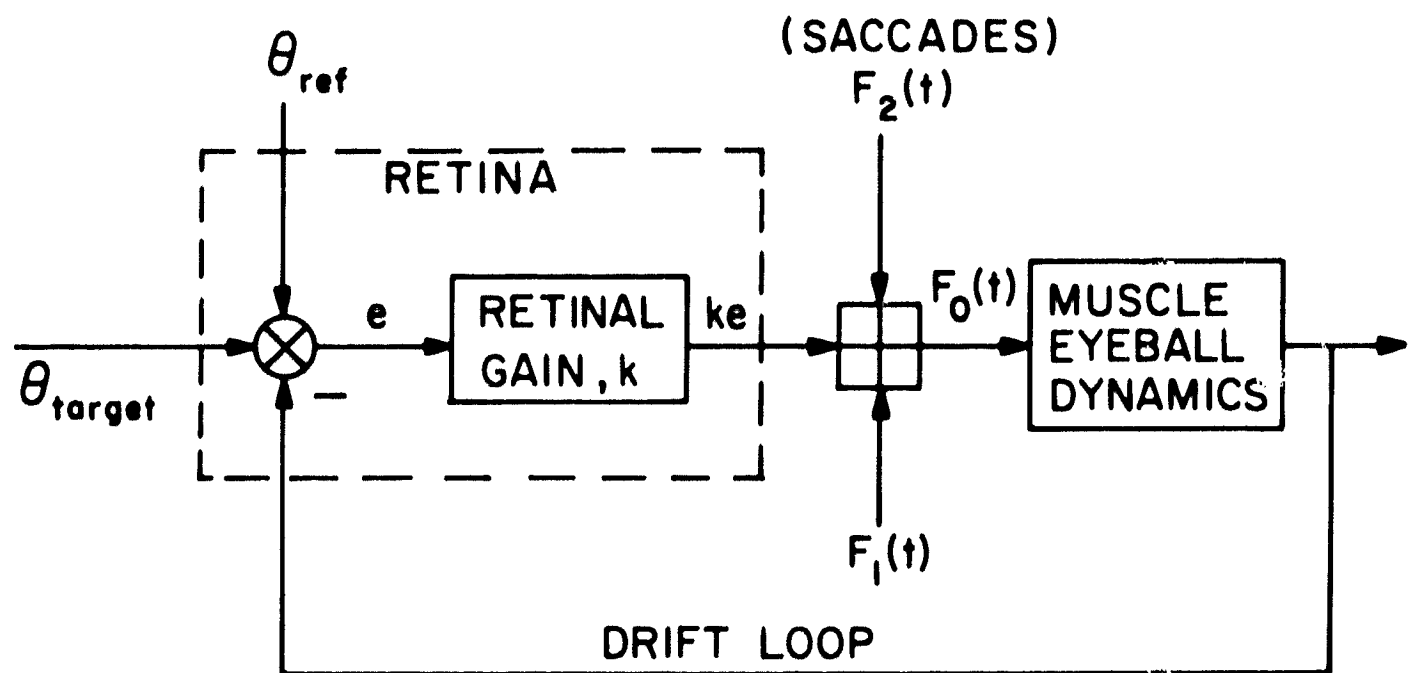 (SACCADES)
F₂(t)
θref
RETINA
e
RETINAL
GAIN, k
ke
F₀(t)
MUSCLE
EYEBALL
DYNAMICS
θtarget
−
F₁(t)
DRIFT LOOP